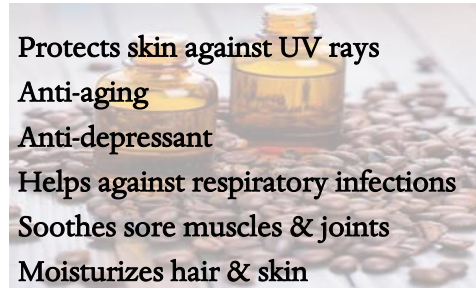 Protects skin against UV rays
Anti-aging
Anti-depressant
Helps against respiratory infections
Soothes sore muscles & joints
Moisturizes hair & skin